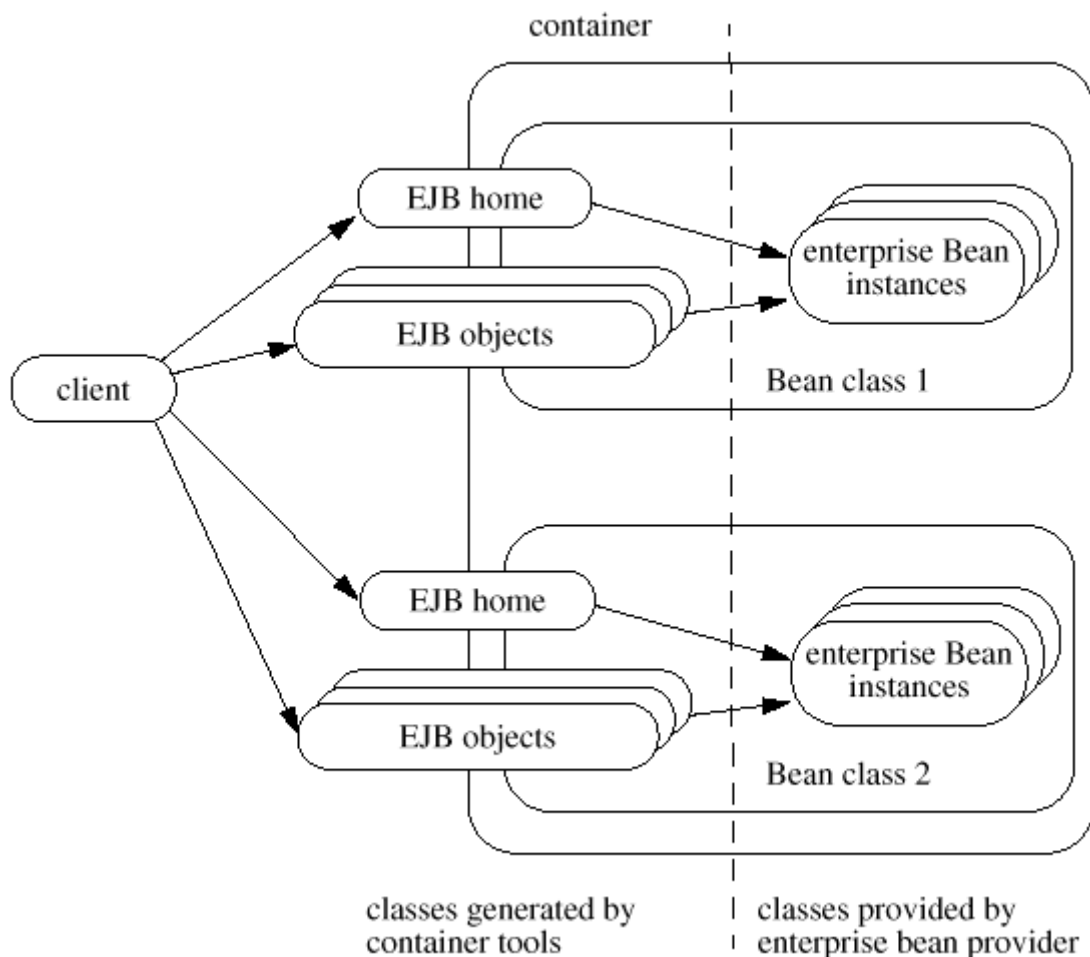 container
EJB home
enterprise Bean
instances
EJB objects
Bean class 1
client
EJB home
enterprise Bean
instances
EJB objects
Bean class 2
classes generated by
container tools
classes provided by
enterprise bean provider